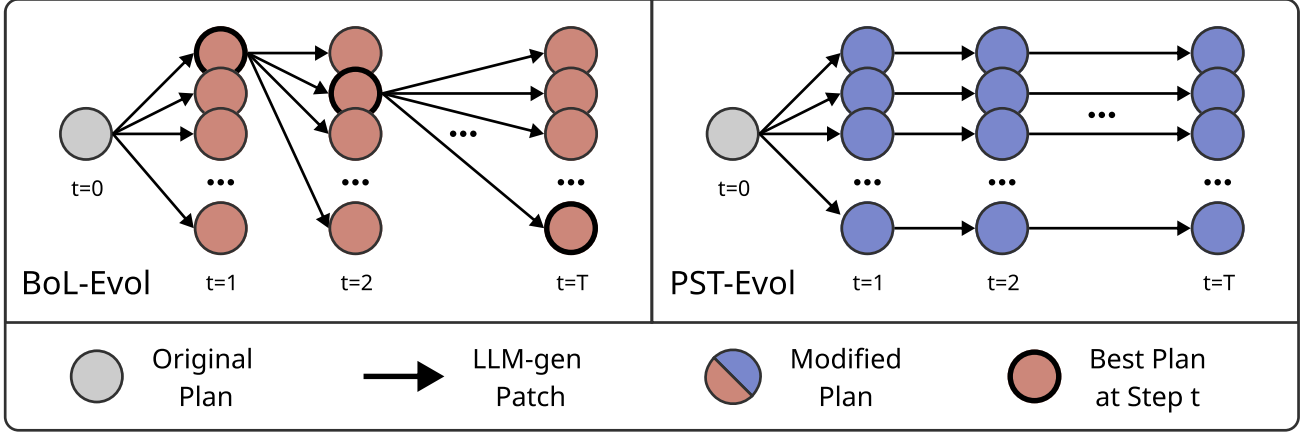 t=0
...
...
...
...
BoL-Evol
t=1
t=2
t=T
t=0
...
...
...
...
PST-Evol
t=1
t=2
t=T
Original
Plan
LLM-gen
Patch
Modified
Plan
Best Plan
at Step t